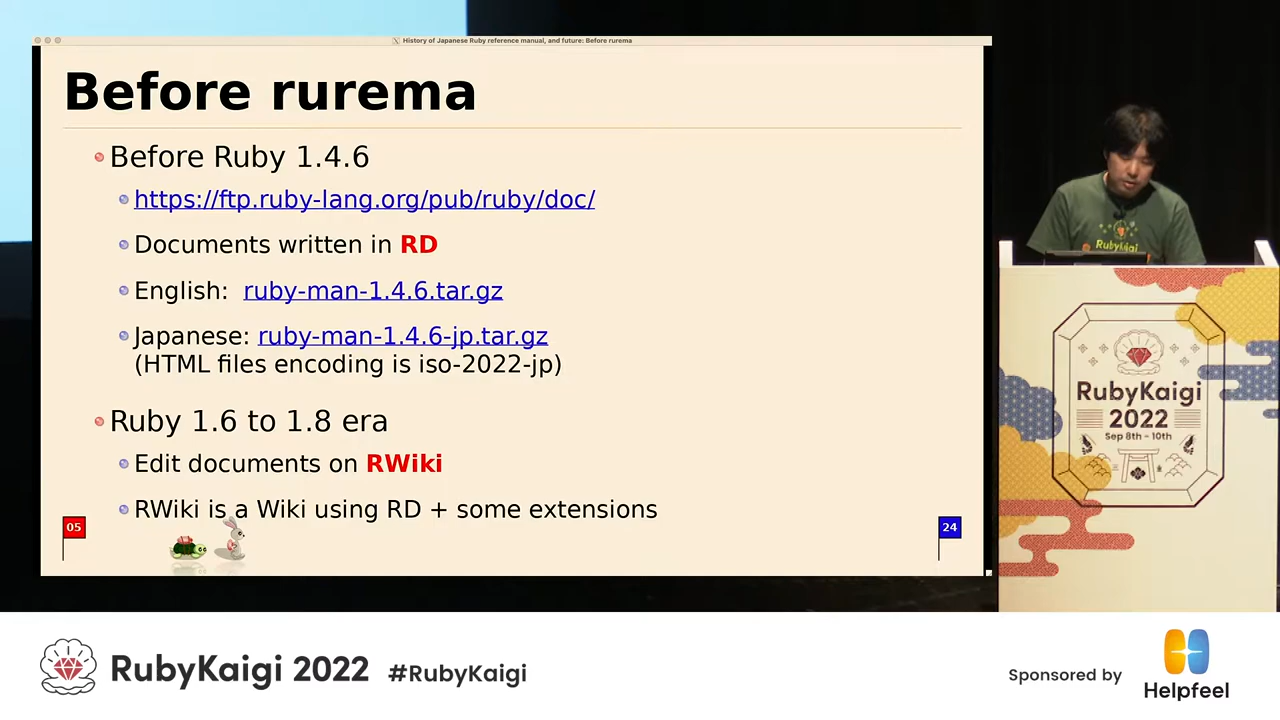 History of Japanese Ruby reference manual, and future: Before rurema
Before rurema
Before Ruby 1.4.6
https://ftp.ruby-lang.org/pub/ruby/doc/
Documents written in RD
English: ruby-man-1.4.6.tar.gz
Japanese: ruby-man-1.4.6-jp.tar.gz
(HTML files encoding is iso-2022-jp)
Ruby 1.6 to 1.8 era
Edit documents on RWiki
RWiki is a Wiki using RD + some extensions
05
24
RubyKaigi
RubyKaigi
2022
Sep 8th - 10th
RubyKaigi 2022 #RubyKaigi
Sponsored by
Helpfeel